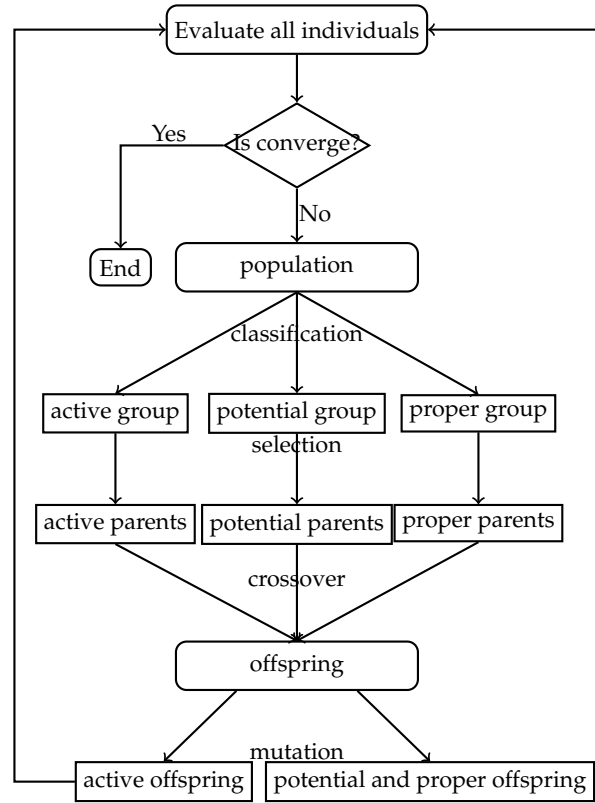 Evaluate all individuals
Is converge?
Yes
No
End
population
classification
active group
potential group
proper group
selection
active parents
potential parents
proper parents
crossover
offspring
mutation
active offspring
potential and proper offspring